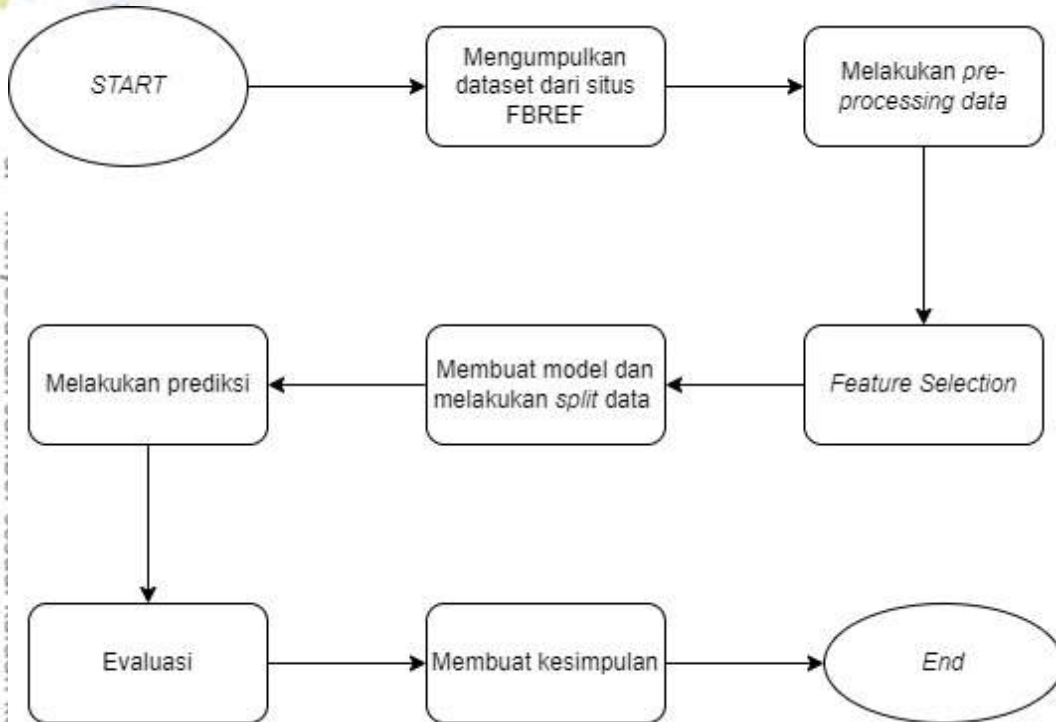 START
Mengumpulkan
dataset dari situs
FBREF
Melakukan pre-
processing data
Feature Selection
Membuat model dan
melakukan split data
Melakukan prediksi
Evaluasi
Membuat kesimpulan
End